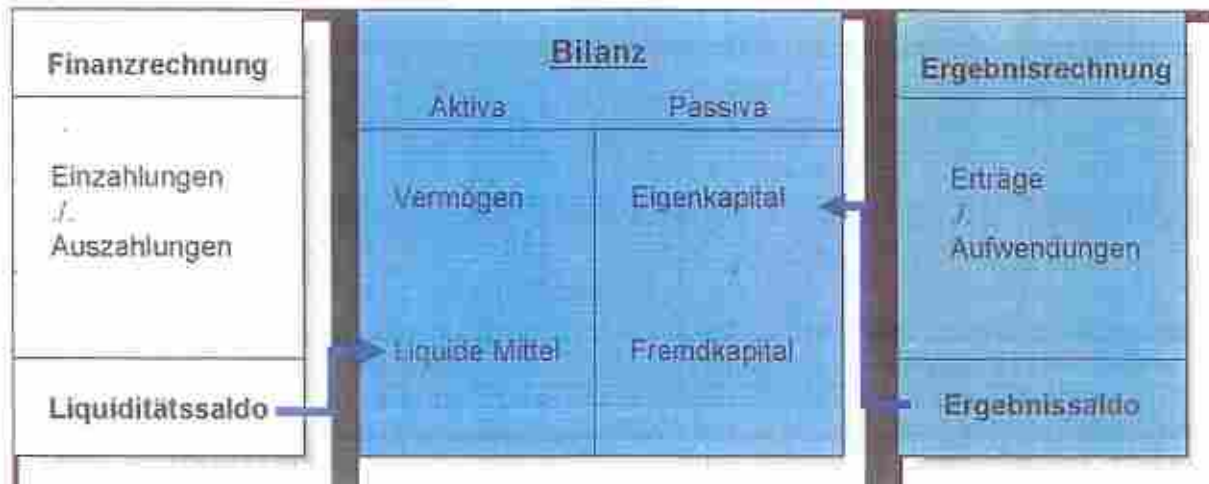 Finanzrechnung
Einzahlungen
./.
Auszahlungen
Liquiditätssaldo
Bilanz
Aktiva Passiva
Vermögen Eigenkapital
Liquide Mittel Fremdkapital
Ergebnisrechnung
Erträge
./.
Aufwendungen
Ergebnissaldo